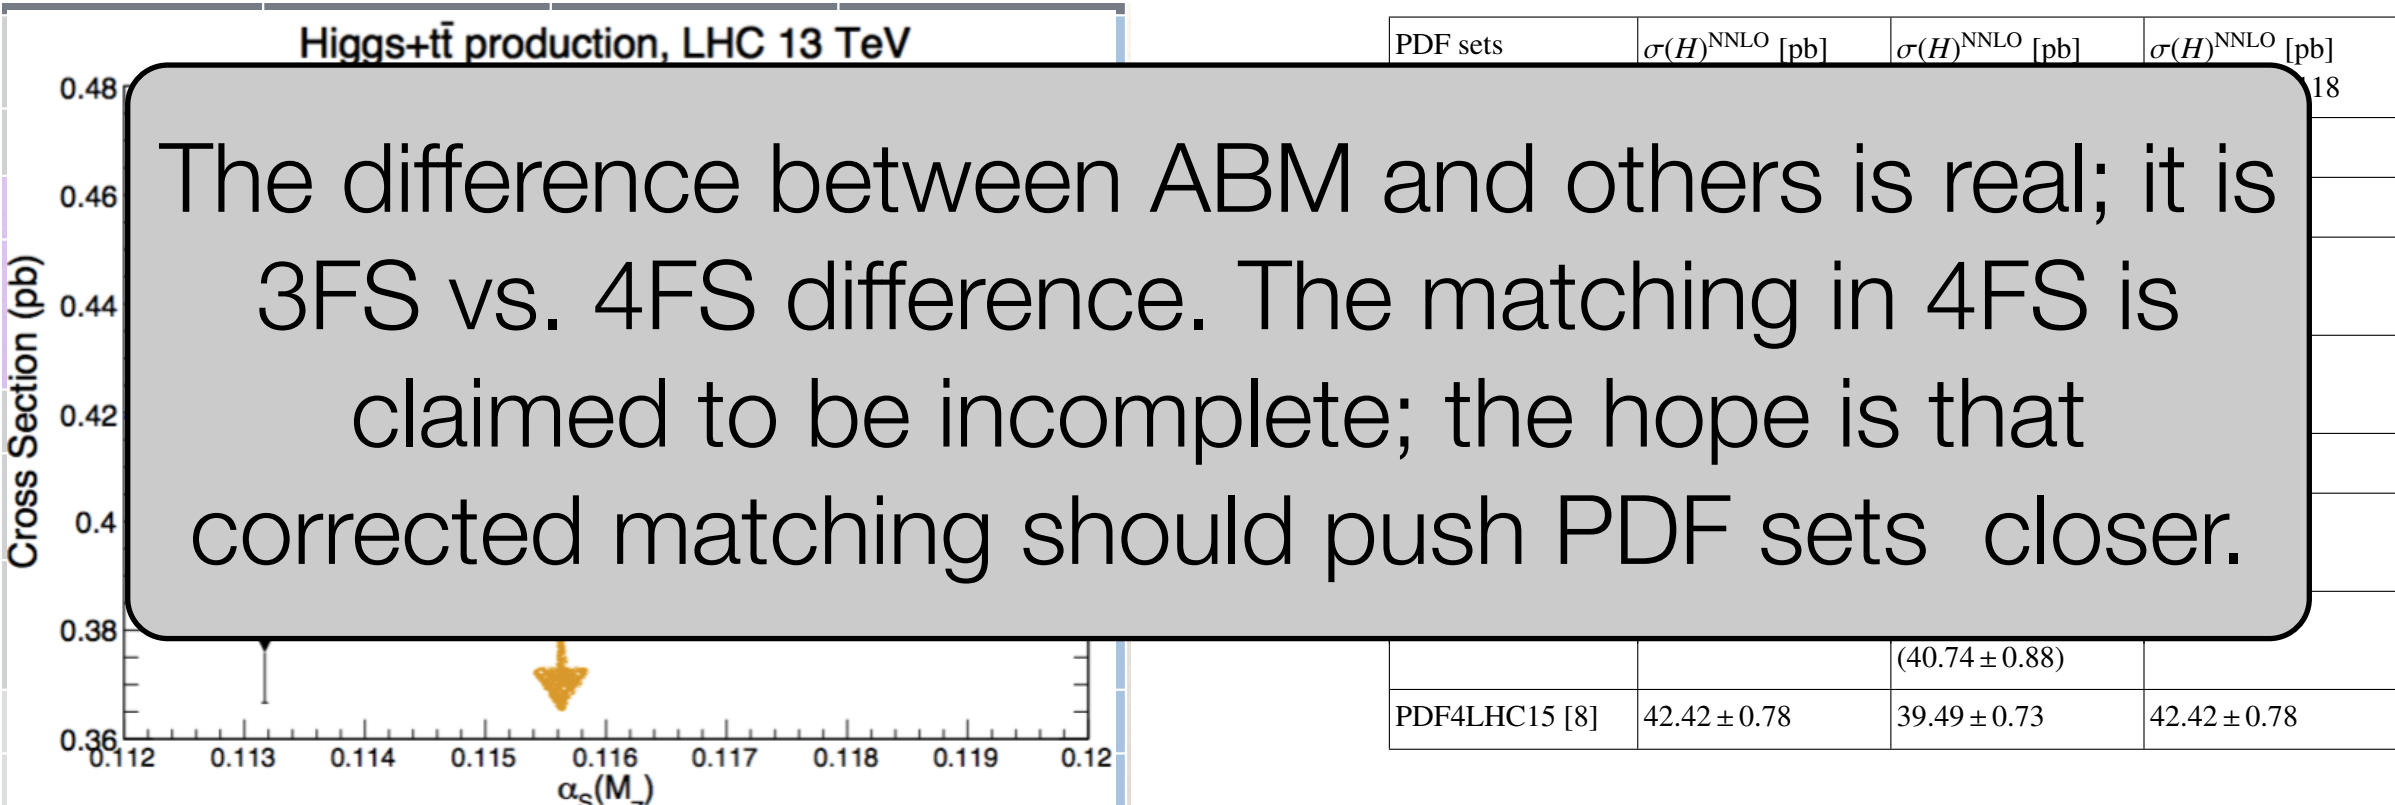 Higgs+tt̄ production, LHC 13 TeV
0.48
0.46
0.44
0.42
0.4
0.38
0.36
Cross Section (pb)
0.112 0.113 0.114 0.115 0.116 0.117 0.118 0.119 0.12
αs(M_z)
The difference between ABM and others is real; it is
3FS vs. 4FS difference. The matching in 4FS is
claimed to be incomplete; the hope is that
corrected matching should push PDF sets closer.
PDF sets σ(H)^NNLO [pb] σ(H)^NNLO [pb] σ(H)^NNLO [pb]
18
(40.74 ± 0.88)
PDF4LHC15 [8] 42.42 ± 0.78 39.49 ± 0.73 42.42 ± 0.78